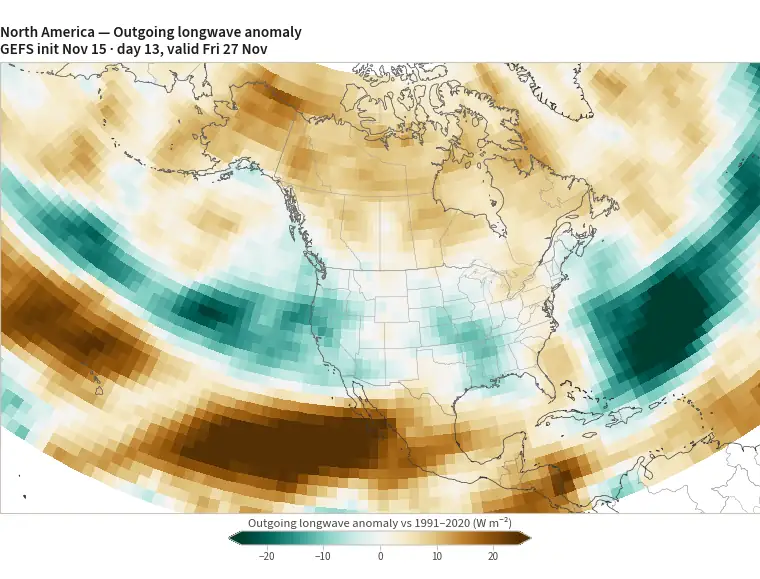 North America — Outgoing longwave anomaly
GEFS init Nov 15 · day 13, valid Fri 27 Nov
Outgoing longwave anomaly vs 1991–2020 (W m⁻²)
−20 −10 0 10 20